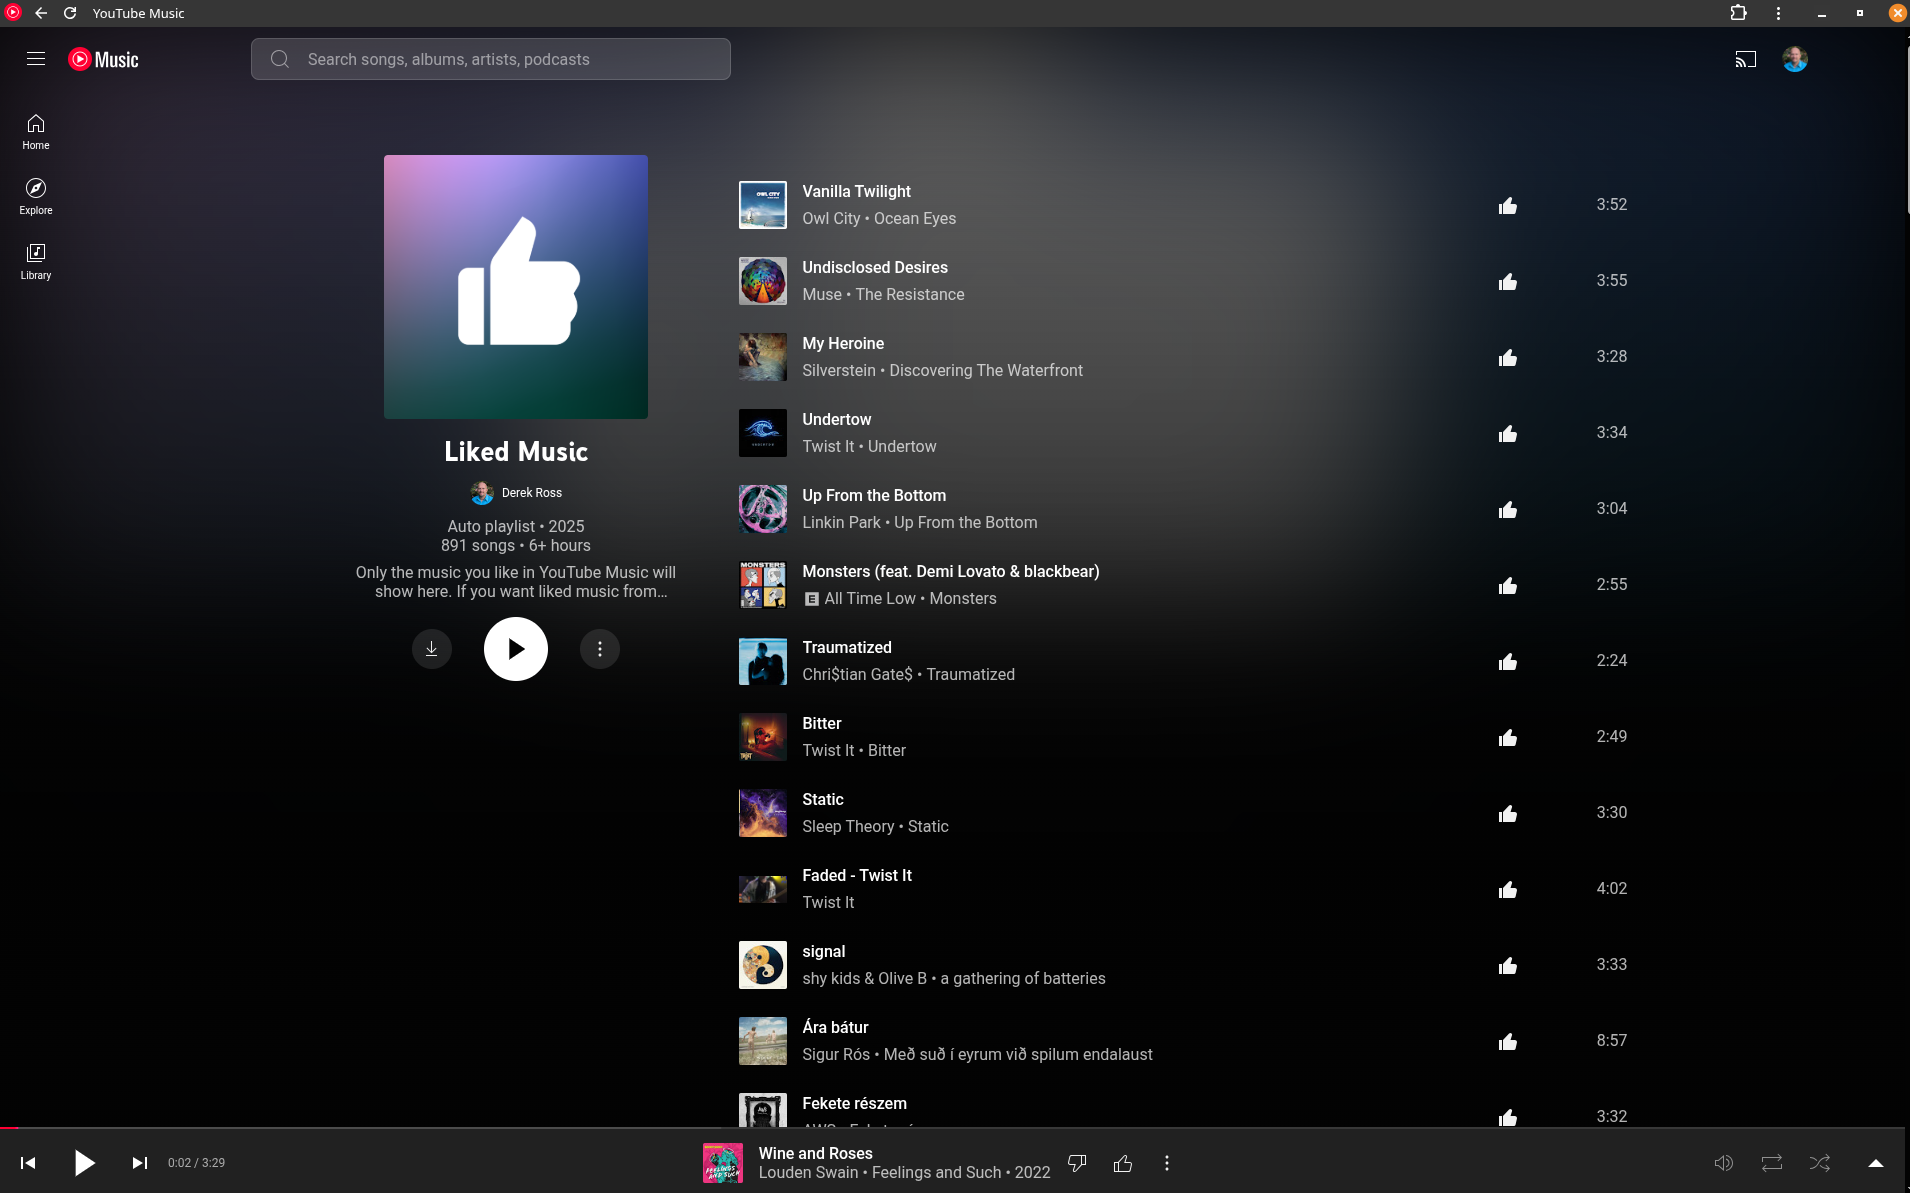 YouTube Music
Music
Search songs, albums, artists, podcasts
Home
Explore
Library
Liked Music
Derek Ross
Auto playlist • 2025
891 songs • 6+ hours
Only the music you like in YouTube Music will
show here. If you want liked music from…
OWL CITY
Vanilla Twilight
Owl City • Ocean Eyes
3:52
Undisclosed Desires
Muse • The Resistance
3:55
My Heroine
Silverstein • Discovering The Waterfront
3:28
Undertow
Twist It • Undertow
3:34
Up From the Bottom
Linkin Park • Up From the Bottom
3:04
MONSTERS
Monsters (feat. Demi Lovato & blackbear)
E All Time Low • Monsters
2:55
Traumatized
Chri$tian Gate$ • Traumatized
2:24
Bitter
Twist It • Bitter
2:49
Static
Sleep Theory • Static
3:30
Faded - Twist It
Twist It
4:02
signal
shy kids & Olive B • a gathering of batteries
3:33
Ára bátur
Sigur Rós • Með suð í eyrum við spilum endalaust
8:57
Fekete részem
3:32
0:02 / 3:29
FEELINGS
AND SUCH
Wine and Roses
Louden Swain • Feelings and Such • 2022